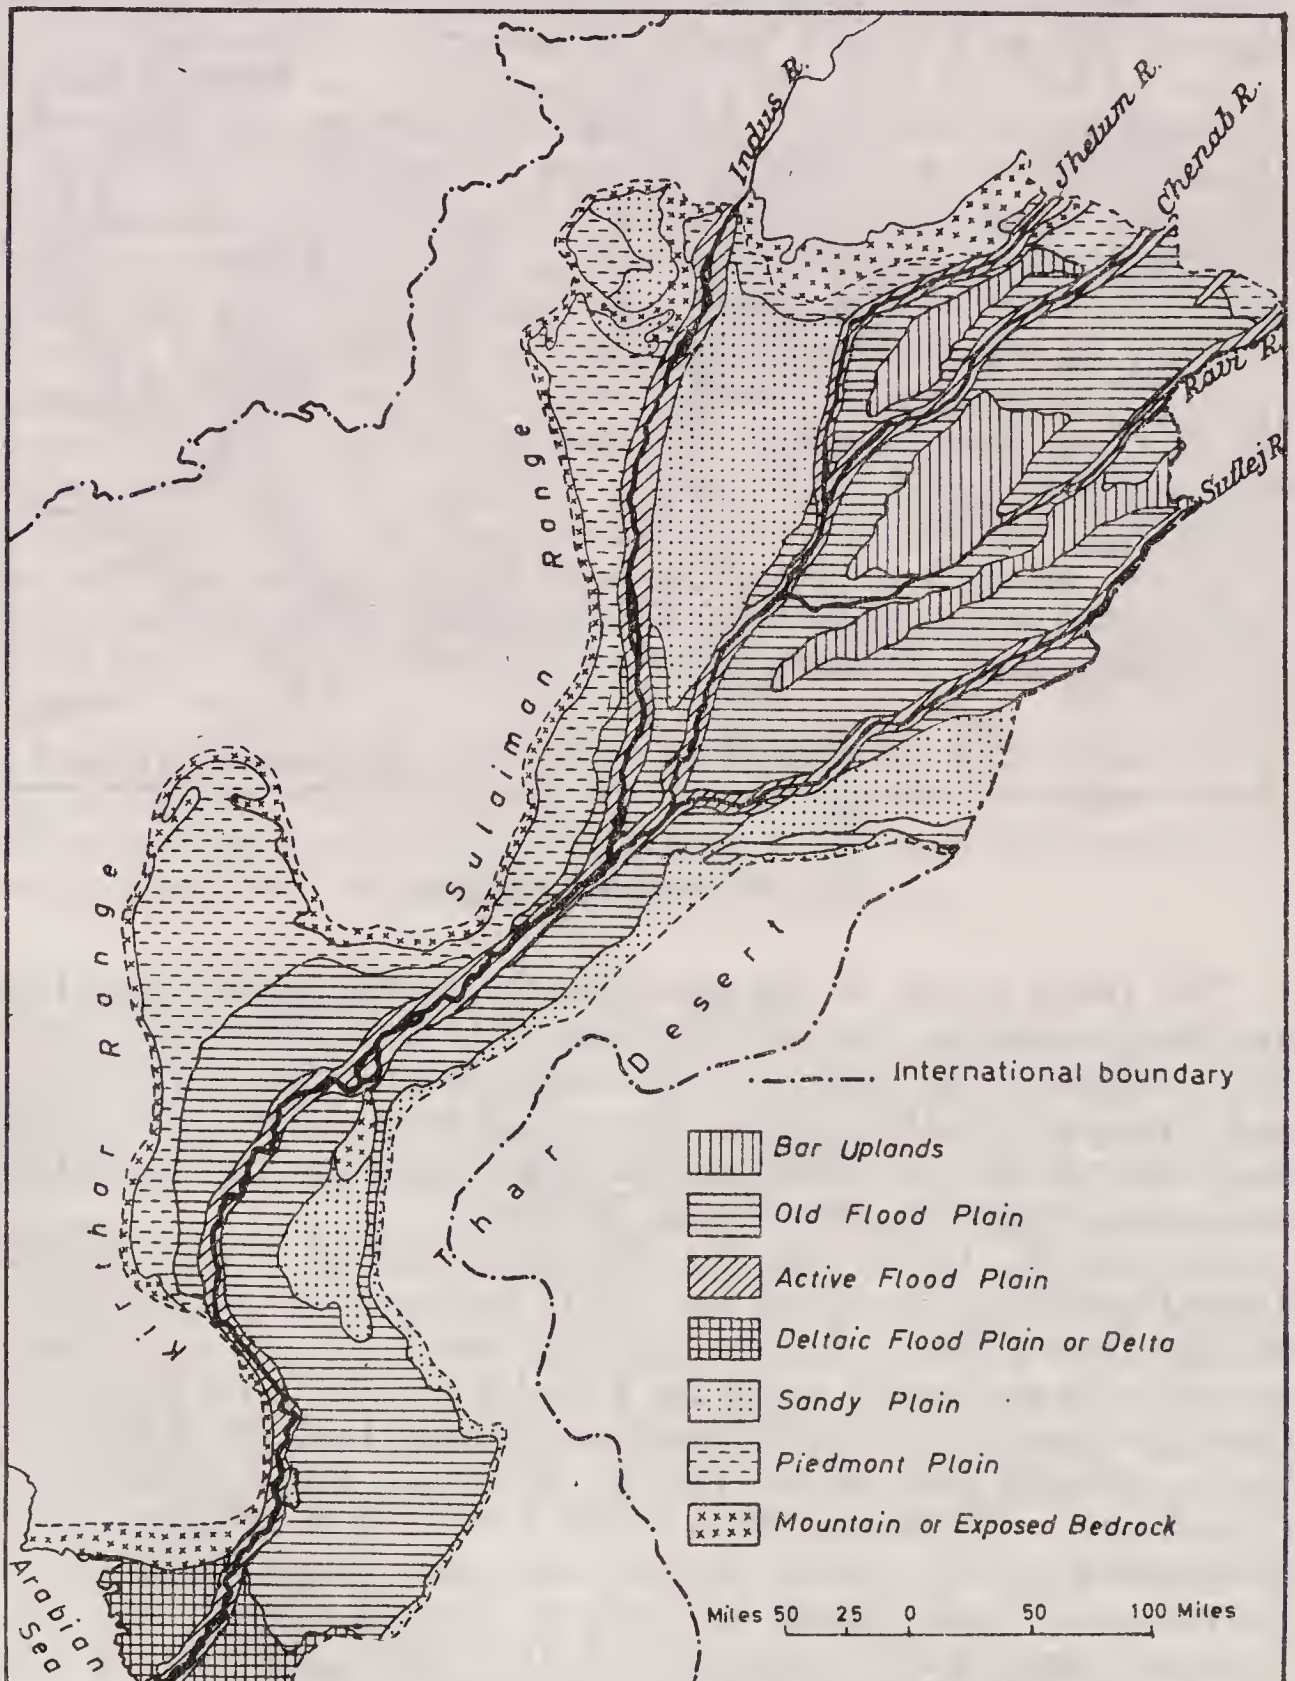 Indus R.
Jhelum R.
Chenab R.
Ravi R.
Sutlej R
Sulaiman Range
Kirthar Range
Thar Desert
International boundary
Bar Uplands
Old Flood Plain
Active Flood Plain
Deltaic Flood Plain or Delta
Sandy Plain
Piedmont Plain
Mountain or Exposed Bedrock
Miles 50 25 0 50 100 Miles
Arabian
Sea